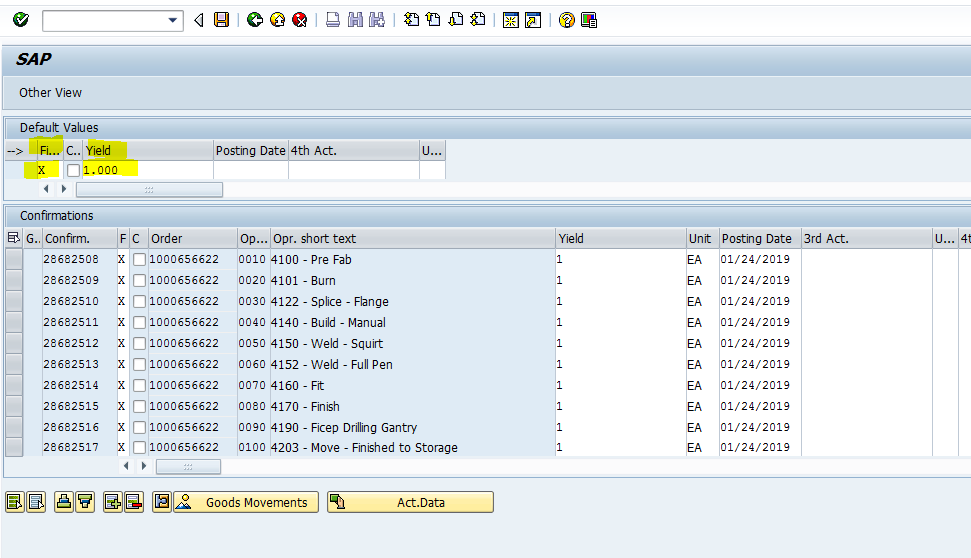 SAP
Other View
Default Values
--> Fi... C.. Yield Posting Date 4th Act. U...
X 1.000
Confirmations
G.. Confirm. F C Order Op... Opr. short text Yield Unit Posting Date 3rd Act. U... 4t
28682508 X 1000656622 0010 4100 - Pre Fab 1 EA 01/24/2019
28682509 X 1000656622 0020 4101 - Burn 1 EA 01/24/2019
28682510 X 1000656622 0030 4122 - Splice - Flange 1 EA 01/24/2019
28682511 X 1000656622 0040 4140 - Build - Manual 1 EA 01/24/2019
28682512 X 1000656622 0050 4150 - Weld - Squirt 1 EA 01/24/2019
28682513 X 1000656622 0060 4152 - Weld - Full Pen 1 EA 01/24/2019
28682514 X 1000656622 0070 4160 - Fit 1 EA 01/24/2019
28682515 X 1000656622 0080 4170 - Finish 1 EA 01/24/2019
28682516 X 1000656622 0090 4190 - Ficep Drilling Gantry 1 EA 01/24/2019
28682517 X 1000656622 0100 4203 - Move - Finished to Storage 1 EA 01/24/2019
Goods Movements Act.Data